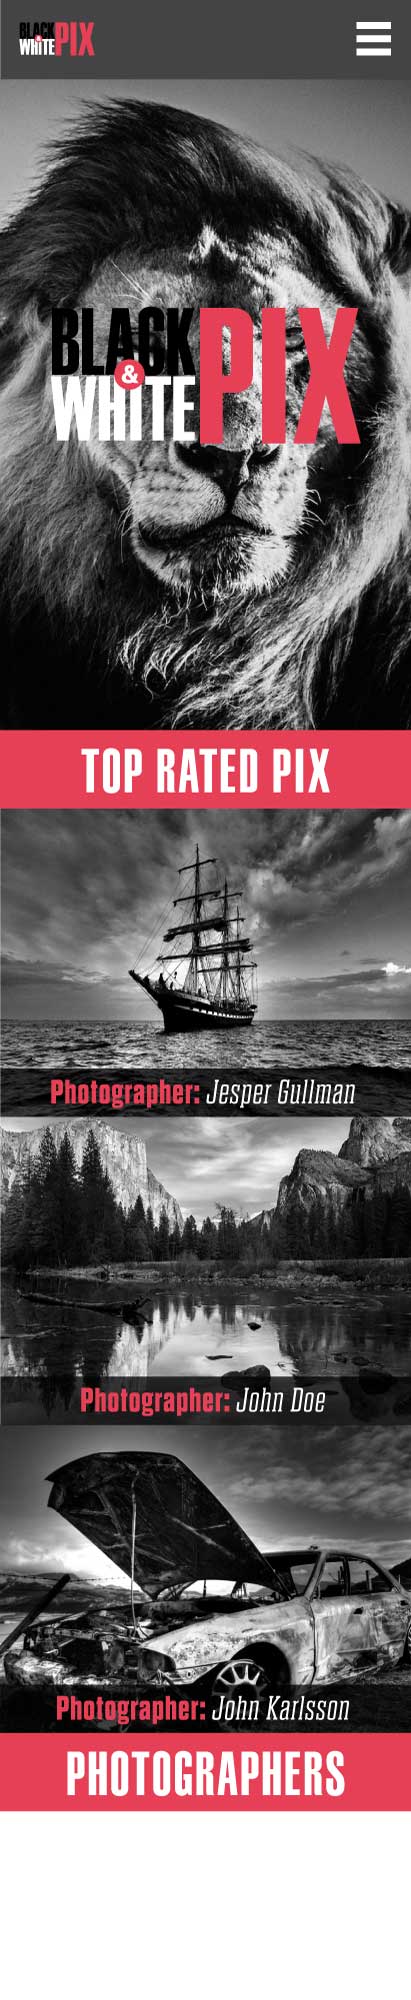 BLACK
&
WHITE PIX
BLACK
&
WHITE PIX
TOP RATED PIX
Photographer: Jesper Gullman
Photographer: John Doe
Photographer: John Karlsson
PHOTOGRAPHERS